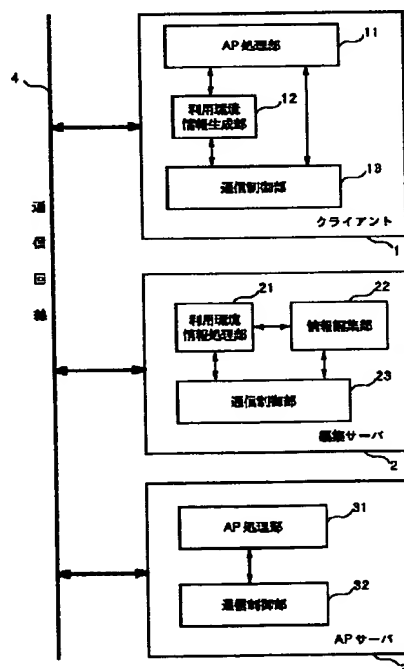 4
通信回線
AP処理部
11
利用環境
情報生成部
12
通信制御部
13
クライアント
1
利用環境
情報処理部
21
情報編集部
22
通信制御部
23
編集サーバ
2
AP処理部
31
通信制御部
32
APサーバ
3